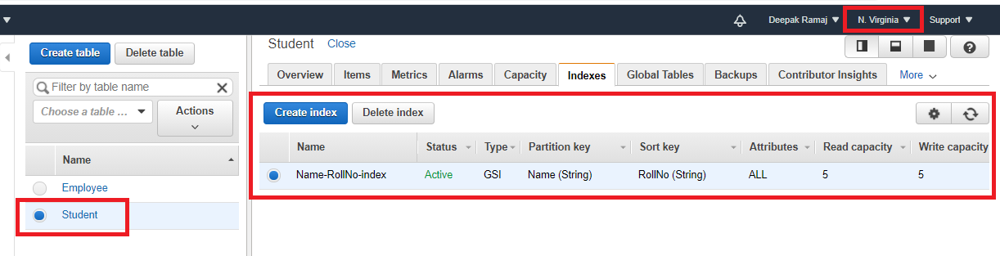 Deepak Ramaj N. Virginia Support
Student Close
Create table Delete table
Filter by table name
Choose a table ... Actions
Name
Employee
Student
Overview Items Metrics Alarms Capacity Indexes Global Tables Backups Contributor Insights More
Create index Delete index
Name Status Type Partition key Sort key Attributes Read capacity Write capacity
Name-RollNo-index Active GSI Name (String) RollNo (String) ALL 5 5